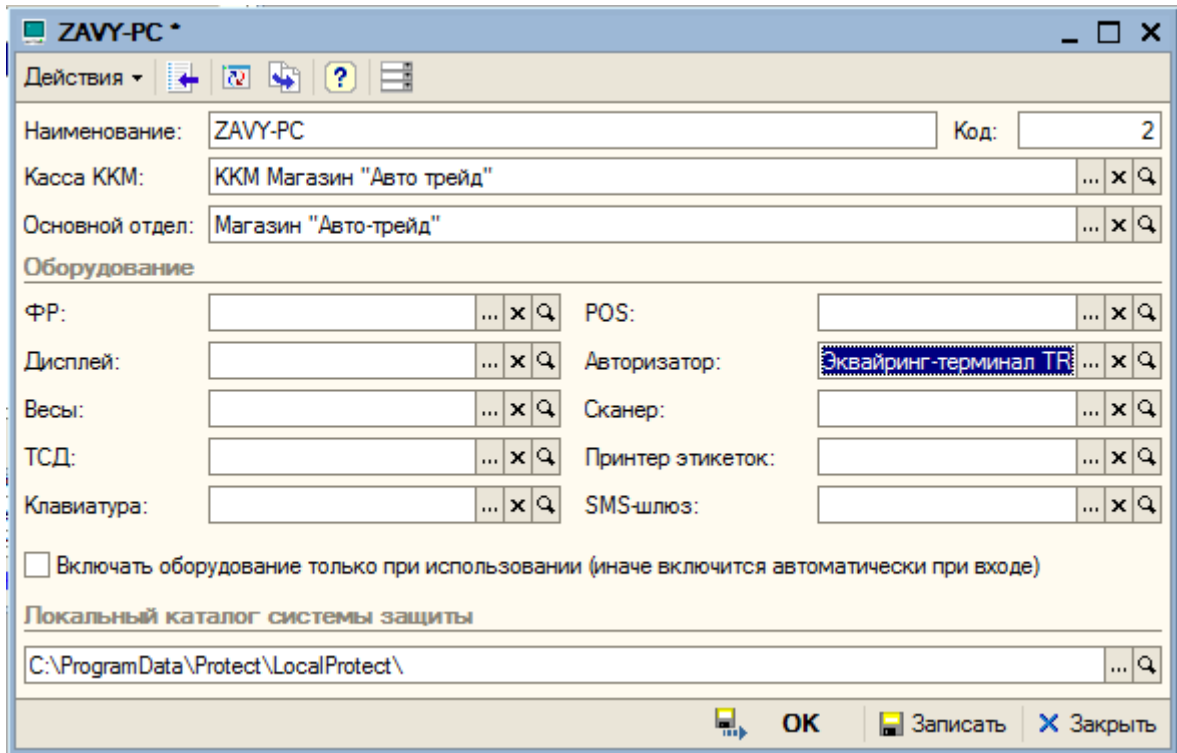 ZAVY-PC *
Действия
Наименование: ZAVY-PC Код: 2
Касса ККМ: ККМ Магазин "Авто трейд"
Основной отдел: Магазин "Авто-трейд"
Оборудование
ФР: POS:
Дисплей: Авторизатор: Эквайринг-терминал TR
Весы: Сканер:
ТСД: Принтер этикеток:
Клавиатура: SMS-шлюз:
Включать оборудование только при использовании (иначе включится автоматически при входе)
Локальный каталог системы защиты
C:\ProgramData\Protect\LocalProtect\
OK Записать Закрыть